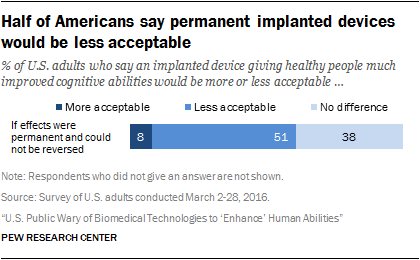 Half of Americans say permanent implanted devices
would be less acceptable
% of U.S. adults who say an implanted device giving healthy people much
improved cognitive abilities would be more or less acceptable ...
More acceptable Less acceptable No difference
If effects were
permanent and could
not be reversed
8 51 38
Note: Respondents who did not give an answer are not shown.
Source: Survey of U.S. adults conducted March 2-28, 2016.
“U.S. Public Wary of Biomedical Technologies to ‘Enhance’ Human Abilities”
PEW RESEARCH CENTER